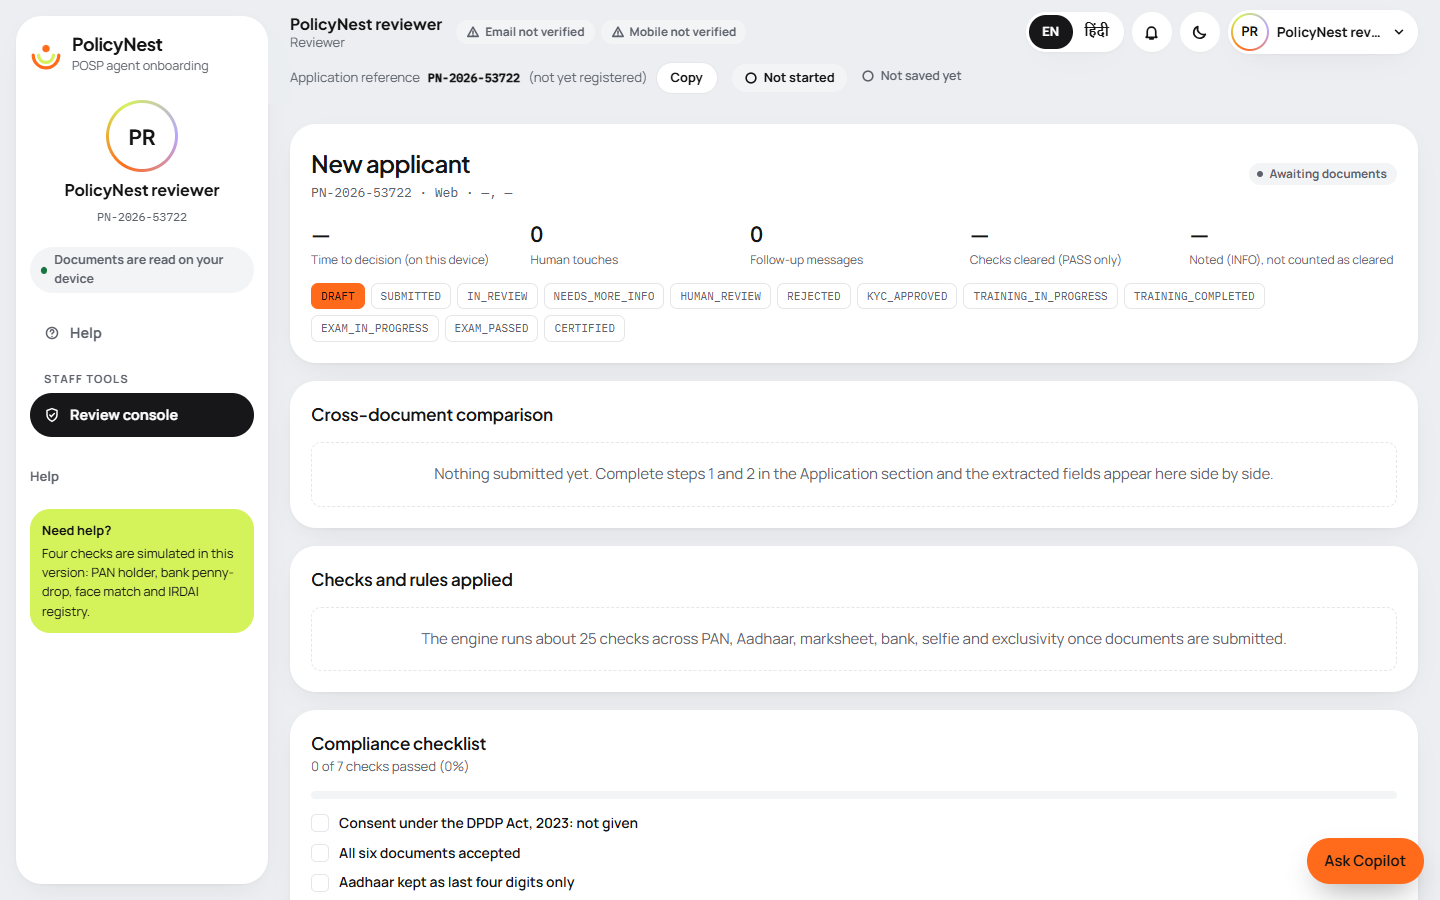 PolicyNest
POSP agent onboarding
PR
PolicyNest reviewer
PN-2026-53722
Documents are read on your
device
Help
STAFF TOOLS
Review console
Help
Need help?
Four checks are simulated in this
version: PAN holder, bank penny-
drop, face match and IRDAI
registry.
PolicyNest reviewer
Reviewer
Email not verified
Mobile not verified
EN
हिंदी
PR
PolicyNest rev...
Application reference PN-2026-53722 (not yet registered)
Copy
Not started
Not saved yet
New applicant
PN-2026-53722 · Web · —, —
Awaiting documents
—
Time to decision (on this device)
0
Human touches
0
Follow-up messages
—
Checks cleared (PASS only)
—
Noted (INFO), not counted as cleared
DRAFT SUBMITTED IN_REVIEW NEEDS_MORE_INFO HUMAN_REVIEW REJECTED KYC_APPROVED TRAINING_IN_PROGRESS TRAINING_COMPLETED
EXAM_IN_PROGRESS EXAM_PASSED CERTIFIED
Cross-document comparison
Nothing submitted yet. Complete steps 1 and 2 in the Application section and the extracted fields appear here side by side.
Checks and rules applied
The engine runs about 25 checks across PAN, Aadhaar, marksheet, bank, selfie and exclusivity once documents are submitted.
Compliance checklist
0 of 7 checks passed (0%)
Consent under the DPDP Act, 2023: not given
All six documents accepted
Aadhaar kept as last four digits only
Ask Copilot